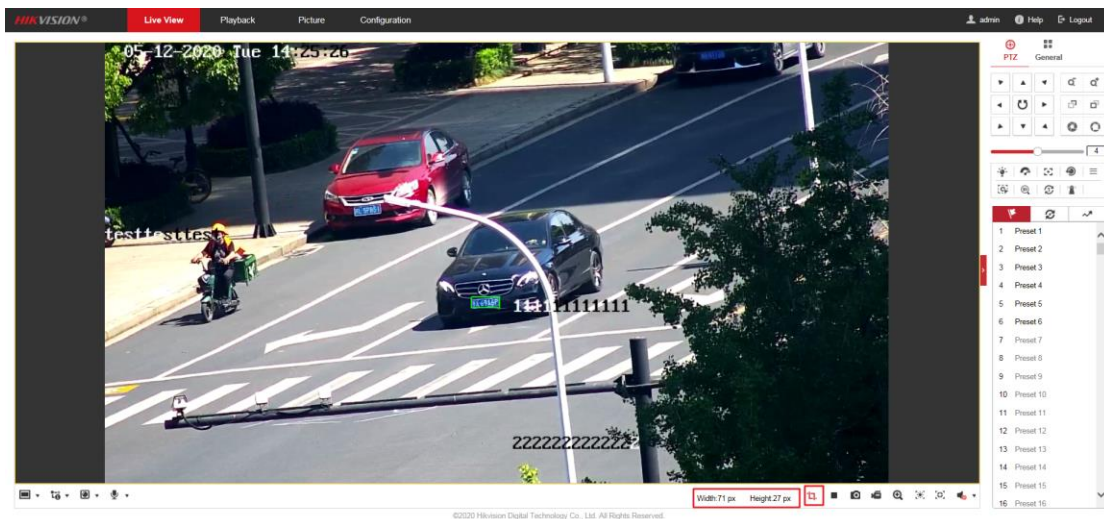 HIKVISION®
Live View
Playback
Picture
Configuration
admin
Help
Logout
05-12-2020 Tue 14:25:26
testtesttest
111111111111
Width:71 px Height:27 px
PTZ
General
4
1 Preset 1
2 Preset 2
3 Preset 3
4 Preset 4
5 Preset 5
6 Preset 6
7 Preset 7
8 Preset 8
9 Preset 9
10 Preset 10
11 Preset 11
12 Preset 12
13 Preset 13
14 Preset 14
15 Preset 15
16 Preset 16
©2020 Hikvision Digital Technology Co., Ltd. All Rights Reserved.